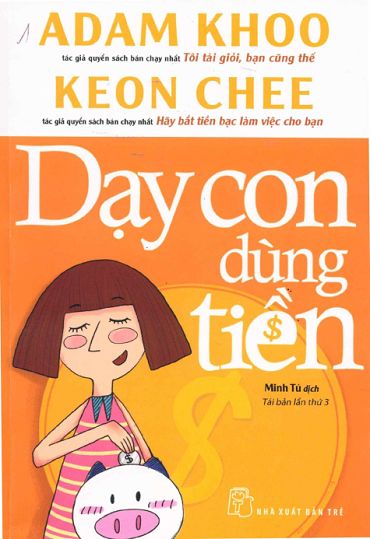 ADAM KHOO
tác giả quyển sách bán chạy nhất Tôi tài giỏi, bạn cũng thế
KEON CHEE
tác giả quyển sách bán chạy nhất Hãy bắt tiền bạc làm việc cho bạn
Dạy con
dùng
tiền
Minh Tú dịch
Tái bản lần thứ 3
NHÀ XUẤT BẢN TRẺ